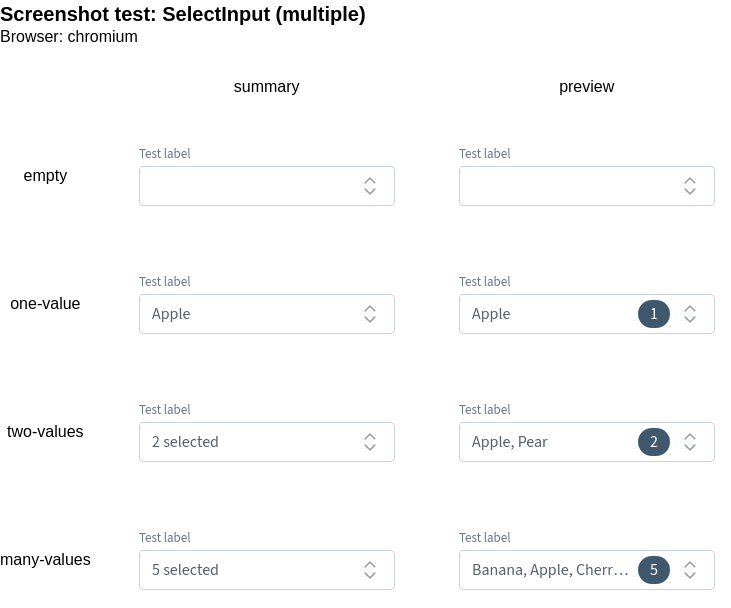 Screenshot test: SelectInput (multiple)
Browser: chromium
summary preview
Test label Test label
empty
Test label Test label
one-value Apple Apple 1
Test label Test label
two-values 2 selected Apple, Pear 2
Test label Test label
many-values 5 selected Banana, Apple, Cherr… 5